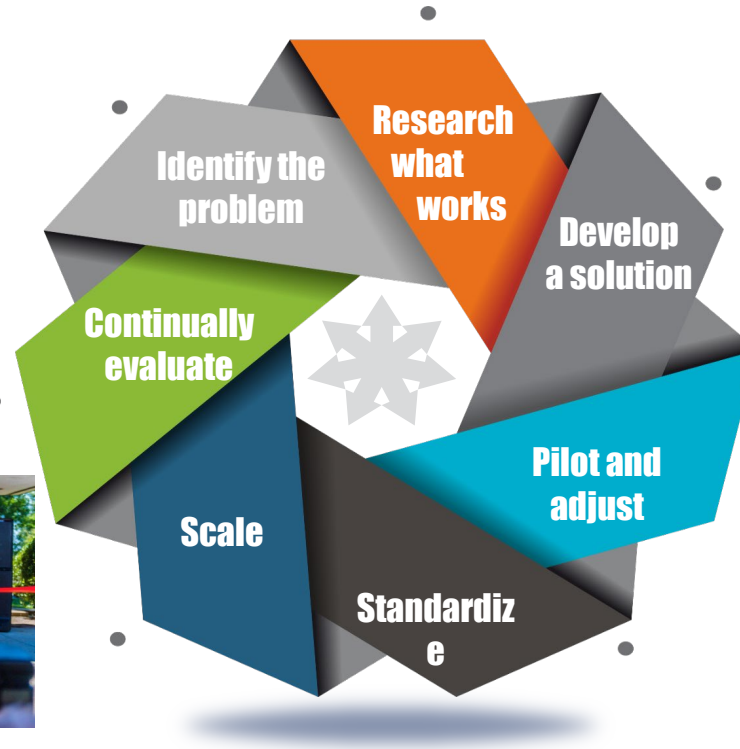 Identify the
problem
Research
what
works
Develop
a solution
Pilot and
adjust
Standardiz
e
Scale
Continually
evaluate